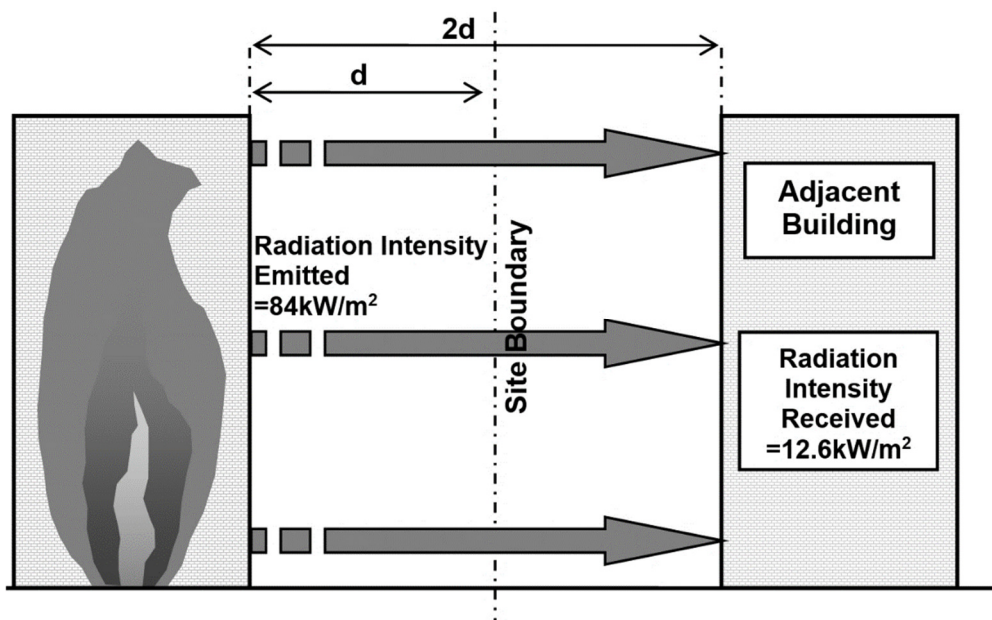 2d
d
Radiation Intensity
Emitted
=84kW/m²
Site Boundary
Adjacent
Building
Radiation
Intensity
Received
=12.6kW/m²